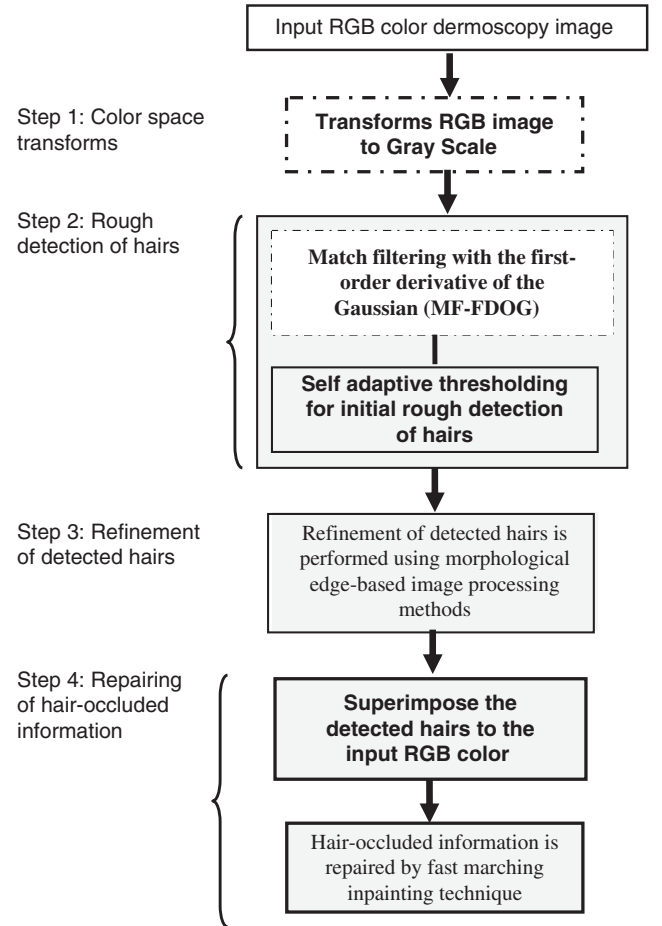 Input RGB color dermoscopy image
Step 1: Color space
transforms
Transforms RGB image
to Gray Scale
Step 2: Rough
detection of hairs
Match filtering with the first-
order derivative of the
Gaussian (MF-FDOG)
Self adaptive thresholding
for initial rough detection
of hairs
Step 3: Refinement
of detected hairs
Refinement of detected hairs is
performed using morphological
edge-based image processing
methods
Step 4: Repairing
of hair-occluded
information
Superimpose the
detected hairs to the
input RGB color
Hair-occluded information is
repaired by fast marching
inpainting technique